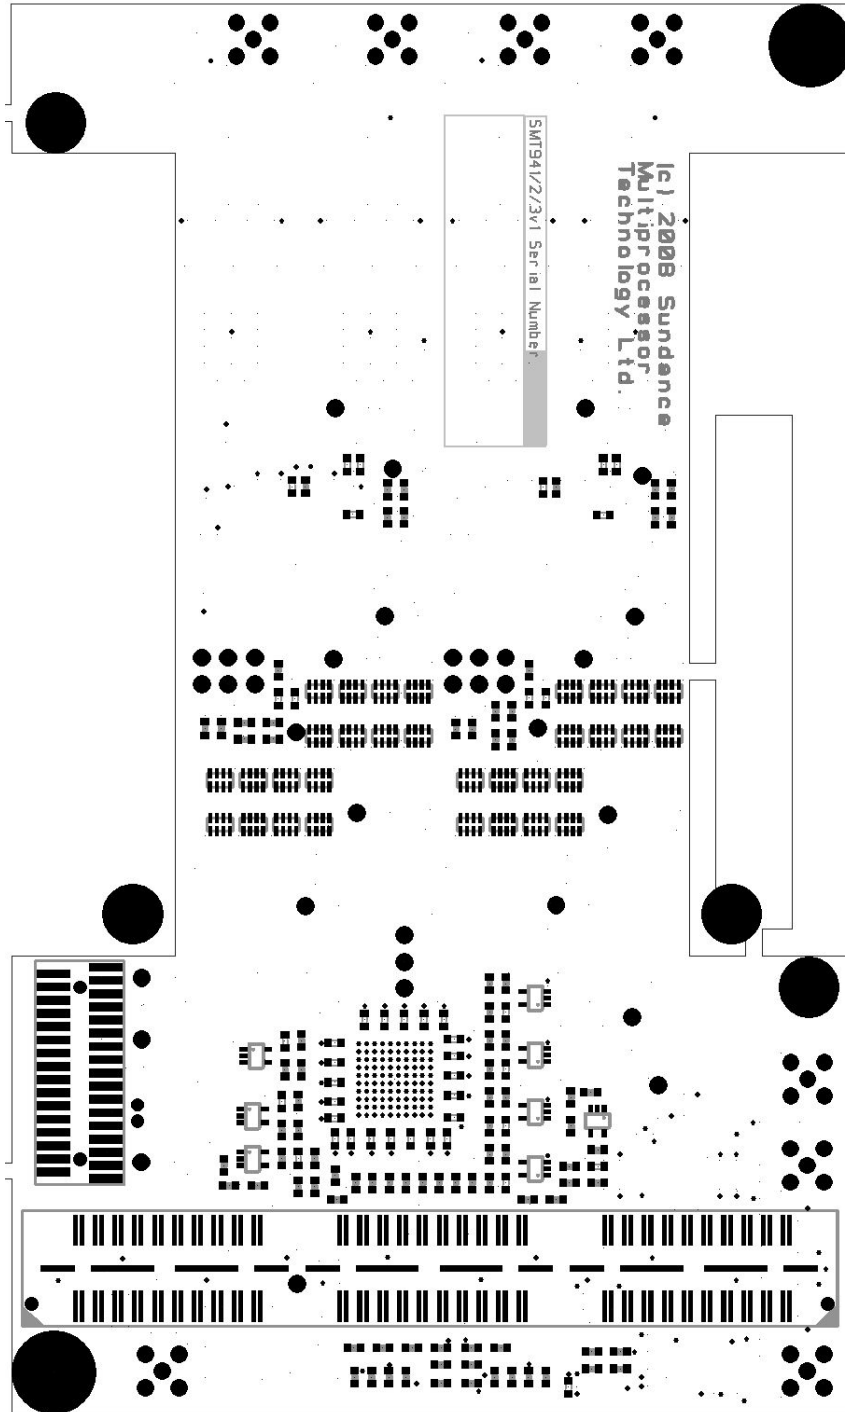 SMT941/2/3v1 Serial Number
(c) 2008 Sundance
Multiprocessor
Technology Ltd.